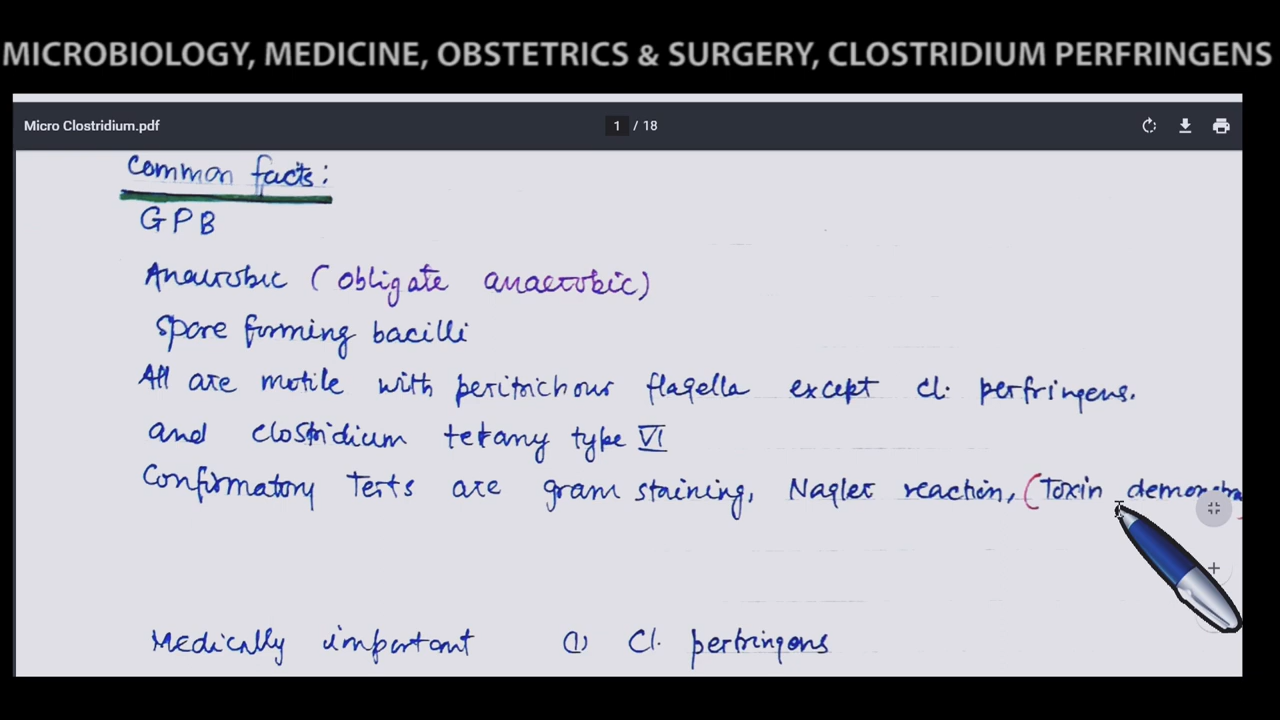 MICROBIOLOGY, MEDICINE, OBSTETRICS & SURGERY, CLOSTRIDIUM PERFRINGENS
Micro Clostridium.pdf
1 / 18
Common facts:
GPB
Anaerobic (obligate anaerobic)
Spore forming bacilli
All are motile with peritrichour flagella except cl. perfringens.
and clostridium tetany type VI
Confirmatory Tests are gram staining, Nagler reaction, (Toxin
Medically important (1) Cl. perfringens